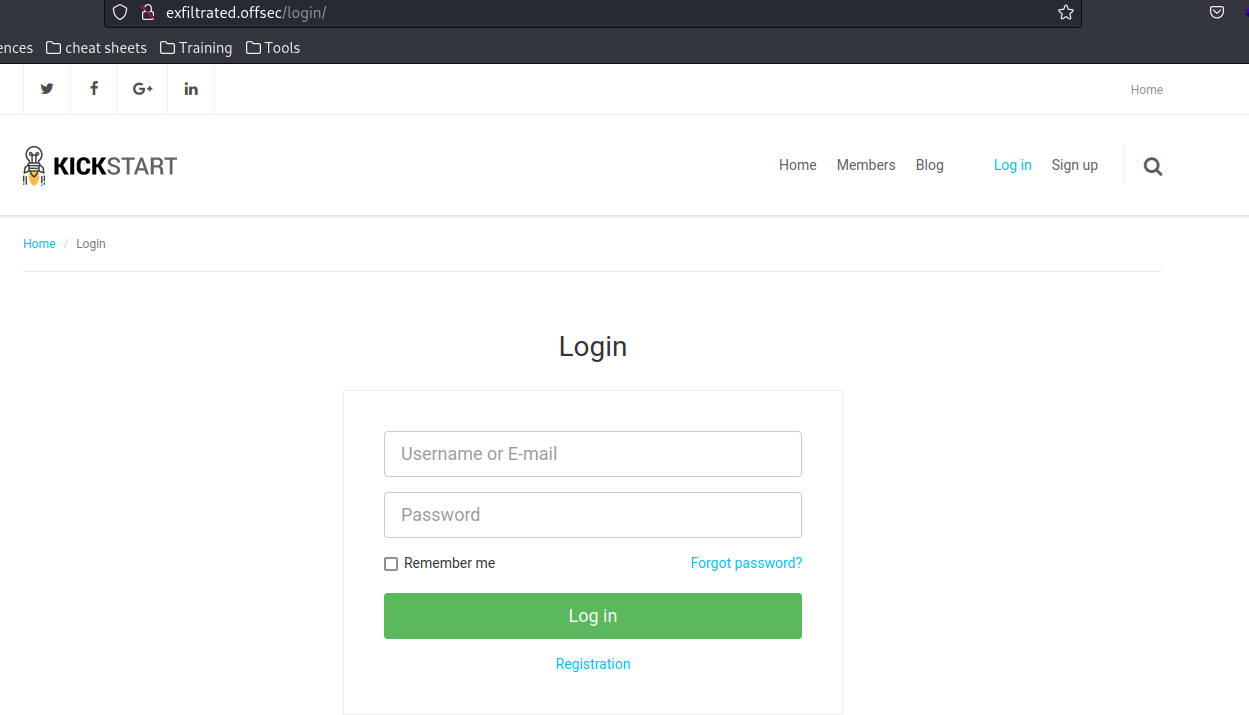 exfiltrated.offsec/login/
ences cheat sheets Training Tools
G+ in Home
KICKSTART
Home Members Blog Log in Sign up
Home / Login
Login
Username or E-mail
Password
Remember me Forgot password?
Log in
Registration